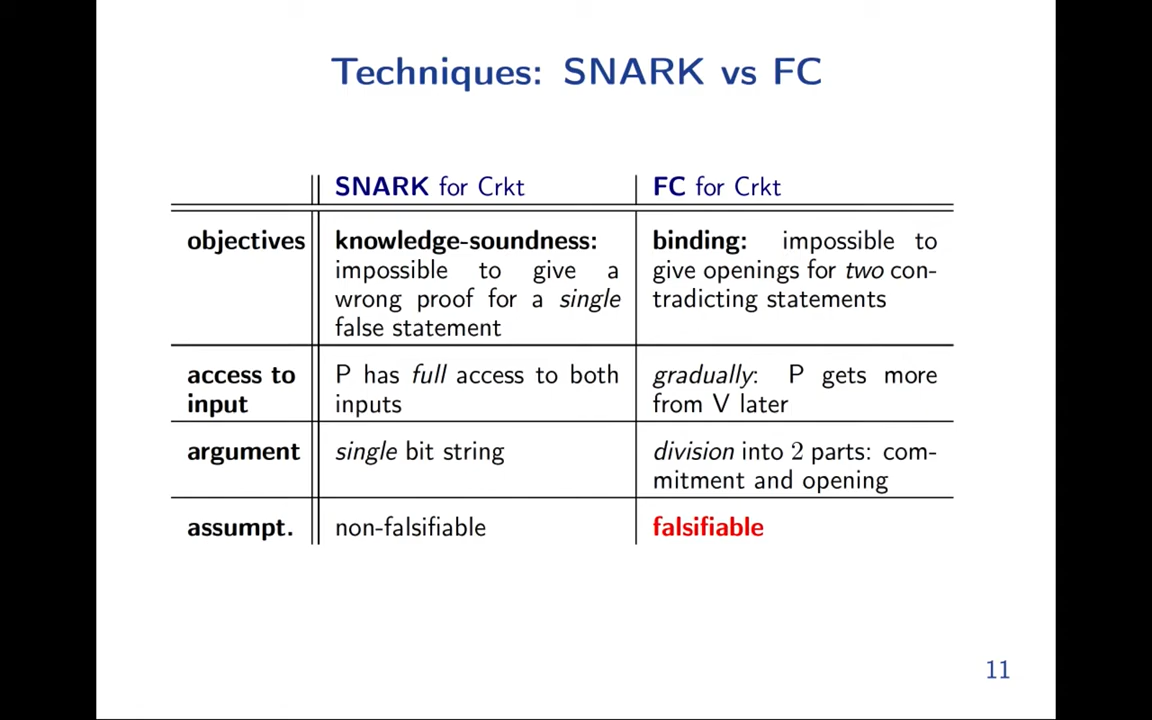 Techniques: SNARK vs FC
SNARK for Crkt
FC for Crkt
objectives
knowledge-soundness:
impossible to give a
wrong proof for a single
false statement
binding: impossible to
give openings for two con-
tradicting statements
access to
input
P has full access to both
inputs
gradually: P gets more
from V later
argument
single bit string
division into 2 parts: com-
mitment and opening
assumpt.
non-falsifiable
falsifiable
11